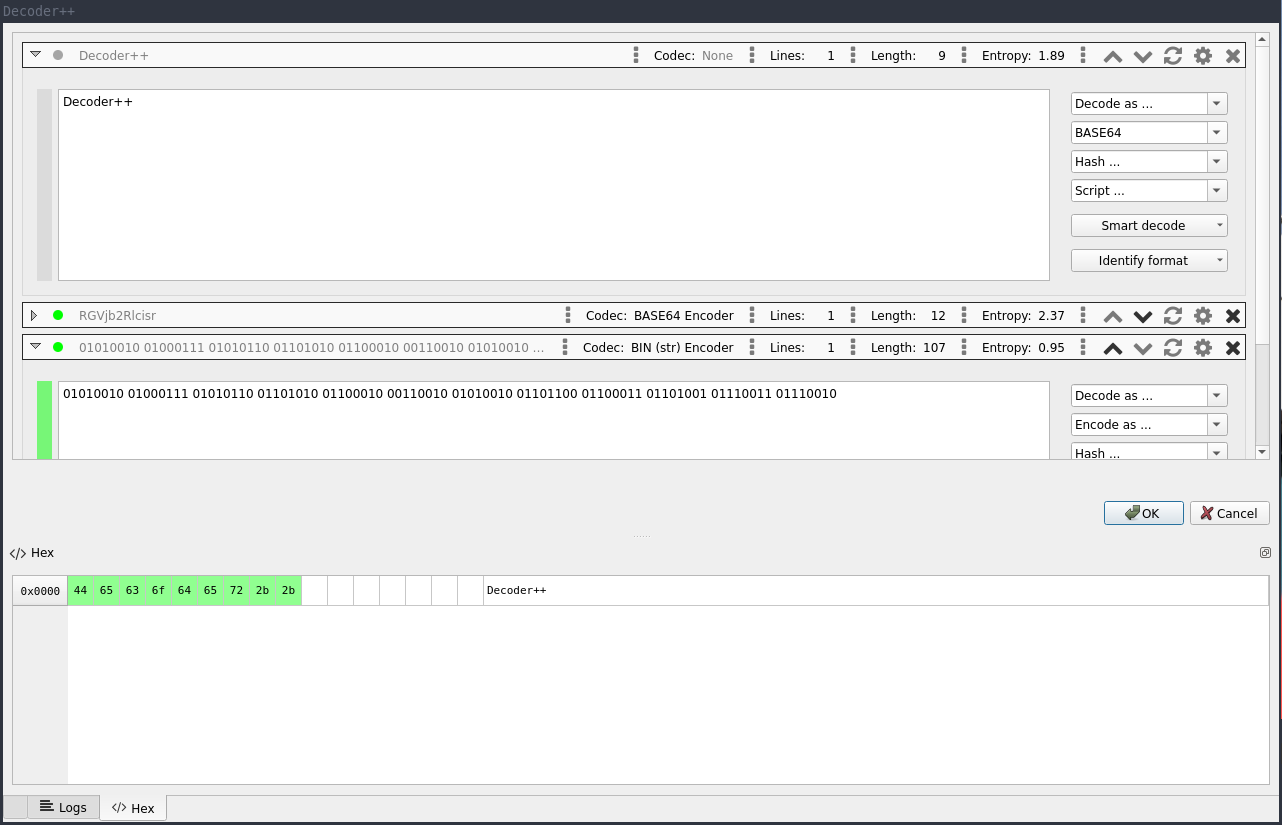 Decoder++
Decoder++ Codec: None Lines: 1 Length: 9 Entropy: 1.89
Decoder++
Decode as ...
BASE64
Hash ...
Script ...
Smart decode
Identify format
RGVjb2Rlcisr Codec: BASE64 Encoder Lines: 1 Length: 12 Entropy: 2.37
01010010 01000111 01010110 01101010 01100010 00110010 01010010 ... Codec: BIN (str) Encoder Lines: 1 Length: 107 Entropy: 0.95
01010010 01000111 01010110 01101010 01100010 00110010 01010010 01101100 01100011 01101001 01110011 01110010
Decode as ...
Encode as ...
Hash ...
OK Cancel
</> Hex
0x0000 44 65 63 6f 64 65 72 2b 2b Decoder++
Logs </> Hex